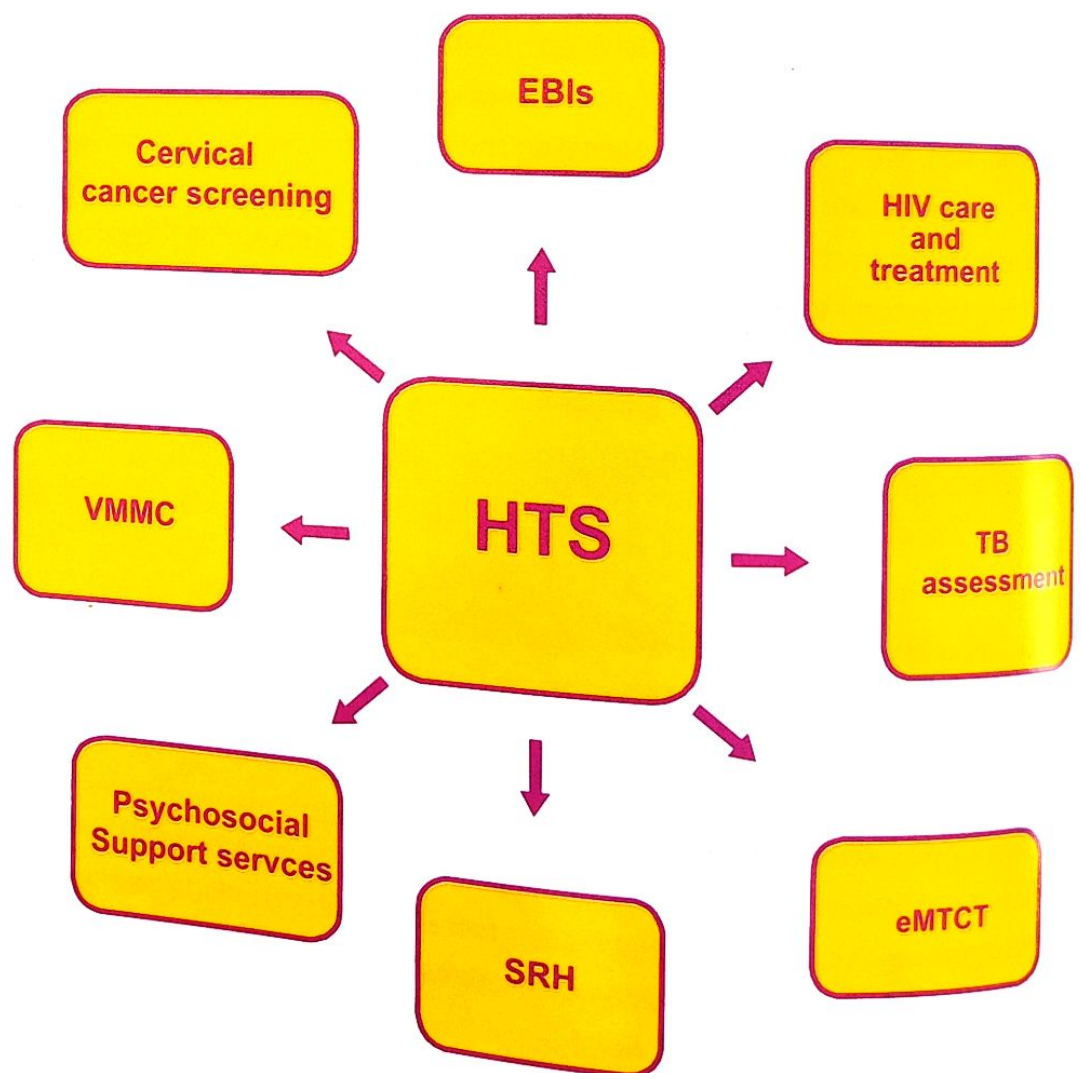 EBIs
Cervical
cancer screening
HIV care
and
treatment
VMMC
HTS
TB
assessment
Psychosocial
Support servces
SRH
eMTCT